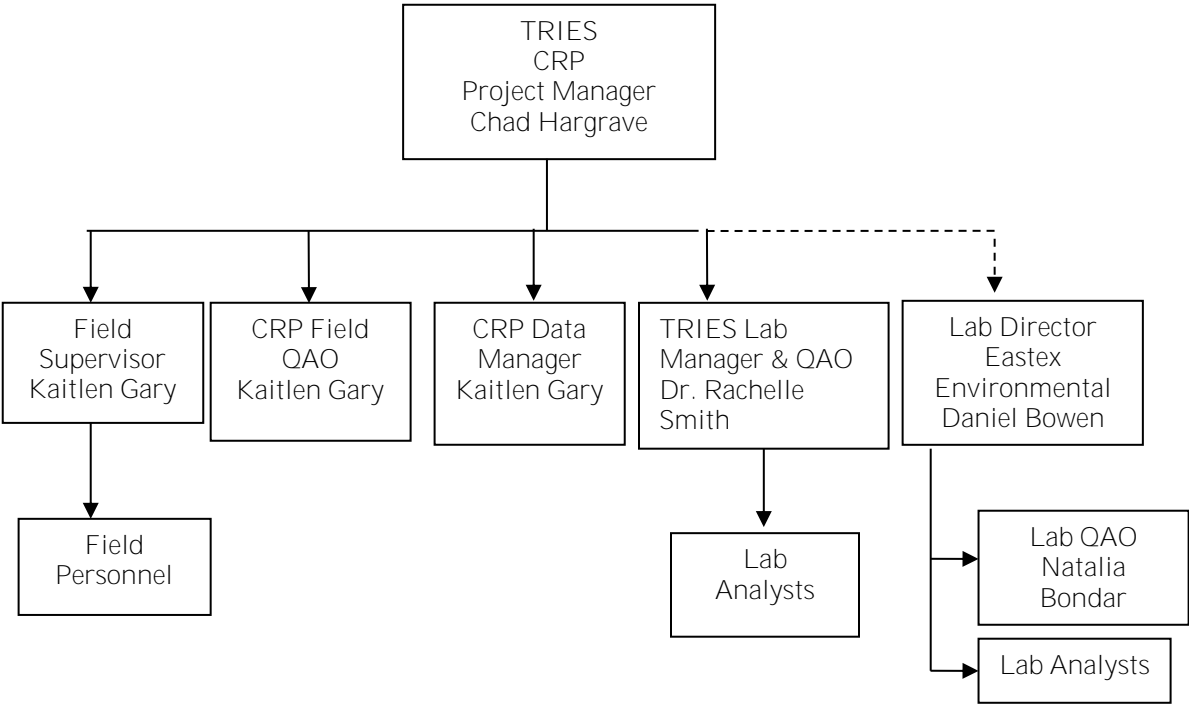 TRIES
CRP
Project Manager
Chad Hargrave
Field
Supervisor
Kaitlen Gary
CRP Field
QAO
Kaitlen Gary
CRP Data
Manager
Kaitlen Gary
TRIES Lab
Manager & QAO
Dr. Rachelle
Smith
Lab Director
Eastex
Environmental
Daniel Bowen
Field
Personnel
Lab
Analysts
Lab QAO
Natalia
Bondar
Lab Analysts